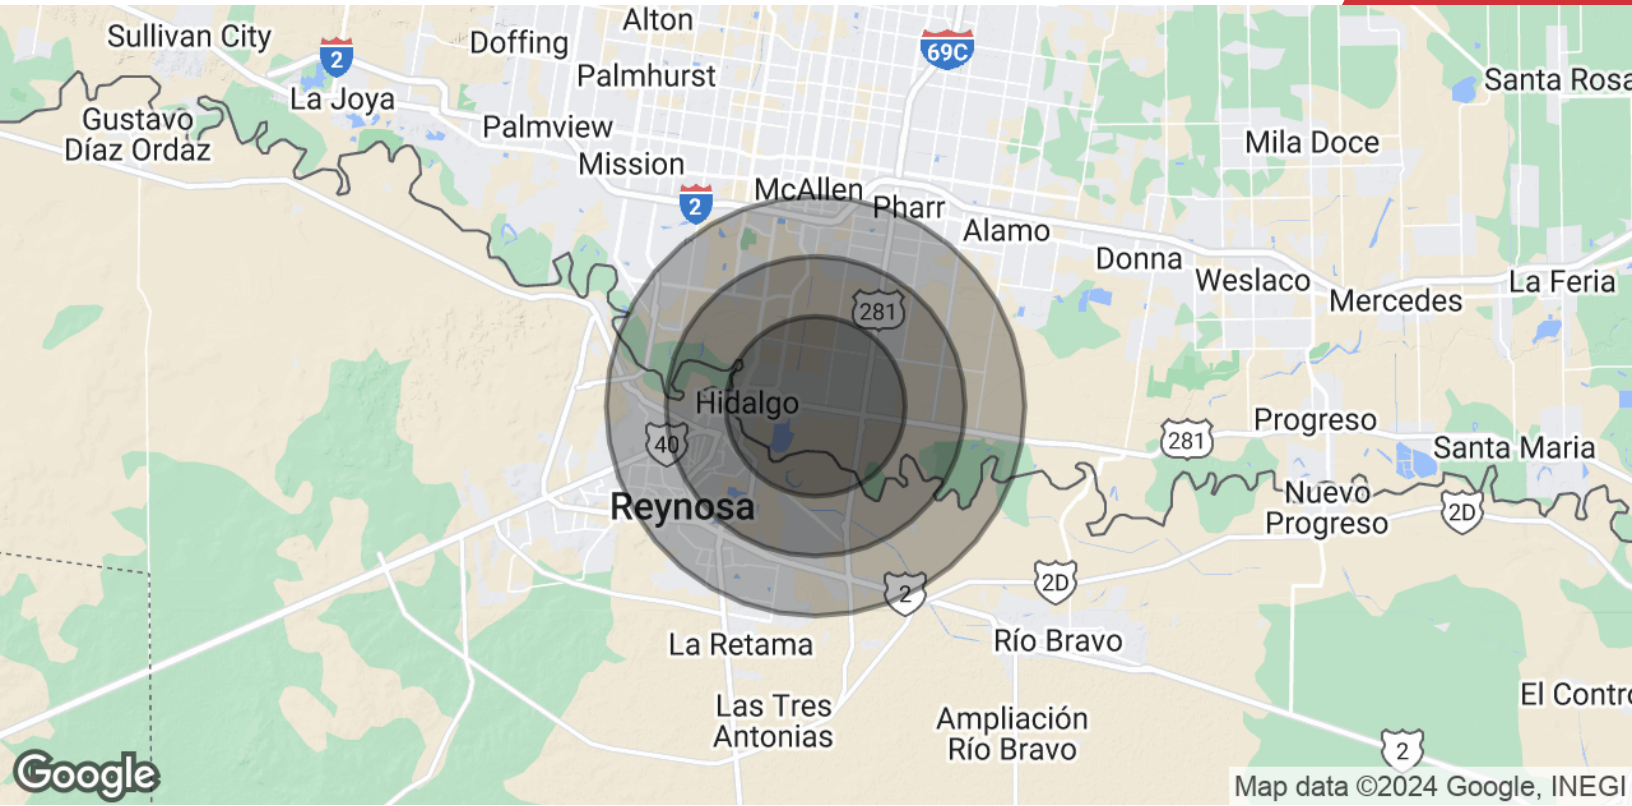 Alton
Sullivan City
Doffing
2
69C
Palmhurst
Santa Rosa
La Joya
Gustavo
Díaz Ordaz
Palmview
Mila Doce
Mission
McAllen
2
Pharr
Alamo
Donna
Weslaco
La Feria
Mercedes
281
Hidalgo
Progreso
40
281
Santa Maria
Reynosa
Nuevo
Progreso
2D
2D
2
La Retama
Río Bravo
El Contro
Las Tres
Antonias
Ampliación
Río Bravo
2
Google
Map data ©2024 Google, INEGI